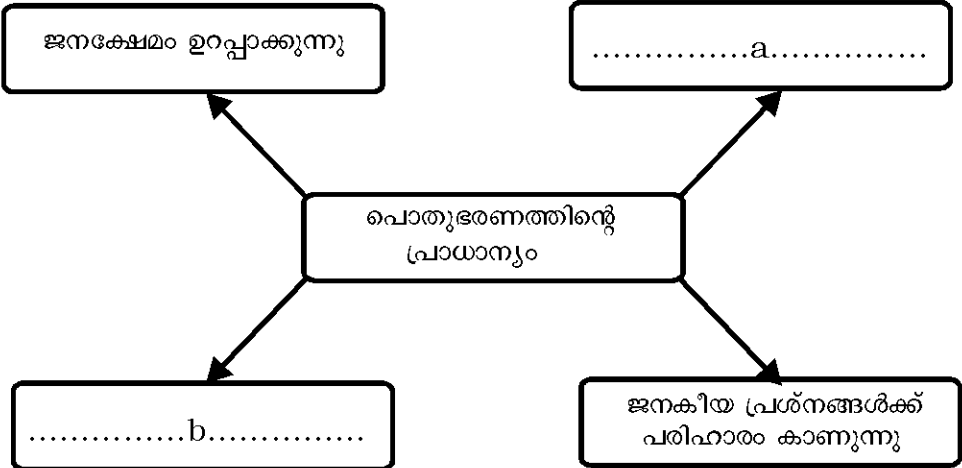 ജനക്ഷേമം ഉറപ്പാക്കുന്നു
...............a...............
പൊതുഭരണത്തിന്റെ
പ്രാധാന്യം
...............b...............
ജനകീയ പ്രശ്നങ്ങൾക്ക്
പരിഹാരം കാണുന്നു